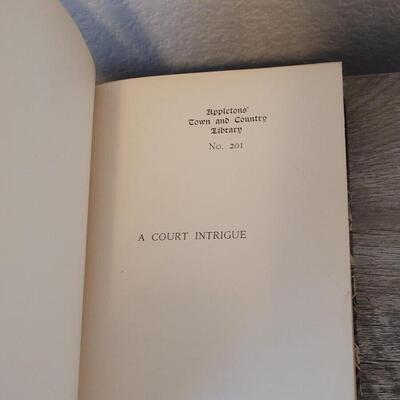 Appletons'
Town and Country
Library
No. 201
A COURT INTRIGUE